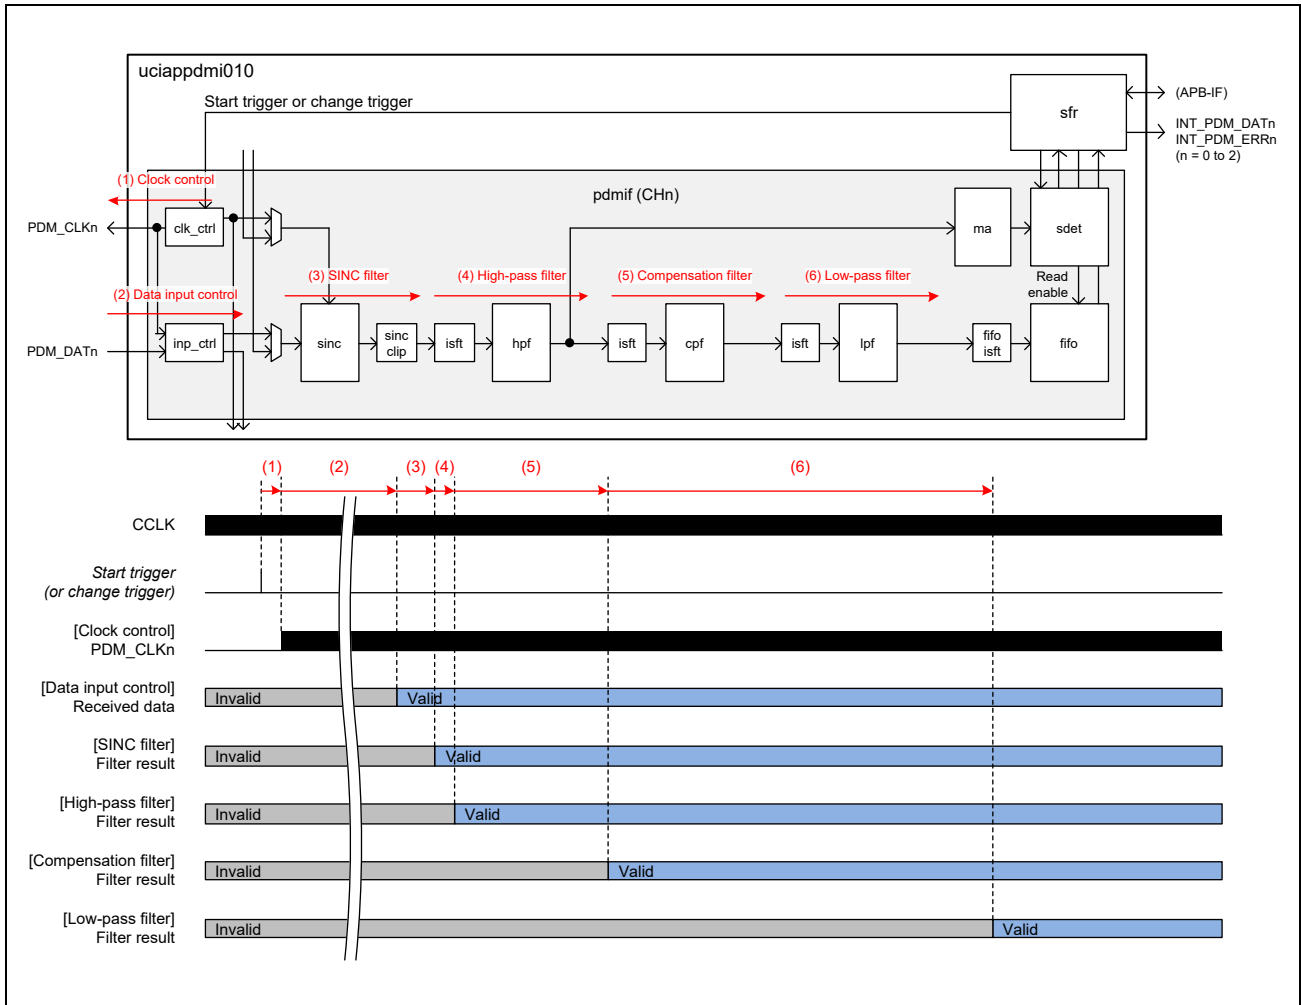 uciappdmi010
Start trigger or change trigger
sfr
(APB-IF)
INT_PDM_DATn
INT_PDM_ERRn
(n = 0 to 2)
(1) Clock control
pdmif (CHn)
PDM_CLKn
clk_ctrl
ma
sdet
(2) Data input control
(3) SINC filter
(4) High-pass filter
(5) Compensation filter
(6) Low-pass filter
Read
enable
PDM_DATn
inp_ctrl
sinc
sinc
clip
isft
hpf
isft
cpf
isft
lpf
fifo
isft
fifo
(1)
(2)
(3)
(4)
(5)
(6)
CCLK
Start trigger
(or change trigger)
[Clock control]
PDM_CLKn
[Data input control]
Received data
Invalid
Valid
[SINC filter]
Filter result
Invalid
Valid
[High-pass filter]
Filter result
Invalid
Valid
[Compensation filter]
Filter result
Invalid
Valid
[Low-pass filter]
Filter result
Invalid
Valid